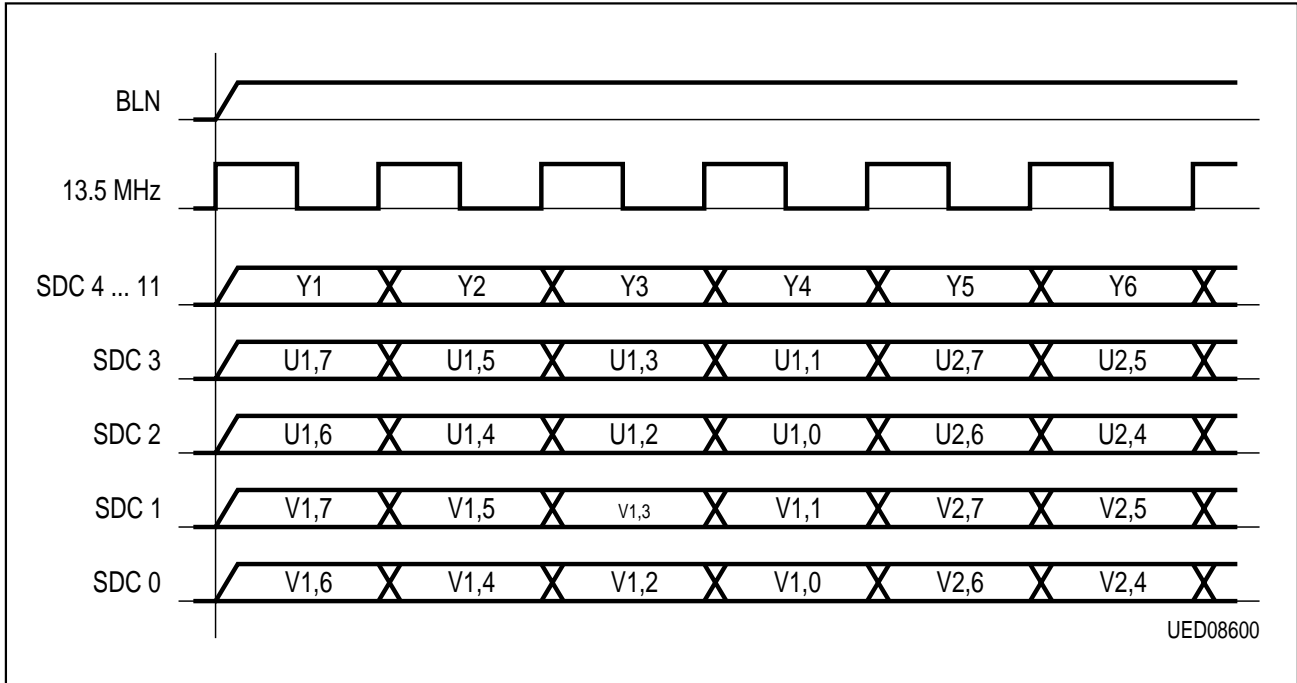 BLN
13.5 MHz
SDC 4 ... 11 Y1 Y2 Y3 Y4 Y5 Y6
SDC 3 U1,7 U1,5 U1,3 U1,1 U2,7 U2,5
SDC 2 U1,6 U1,4 U1,2 U1,0 U2,6 U2,4
SDC 1 V1,7 V1,5 V1,3 V1,1 V2,7 V2,5
SDC 0 V1,6 V1,4 V1,2 V1,0 V2,6 V2,4
UED08600